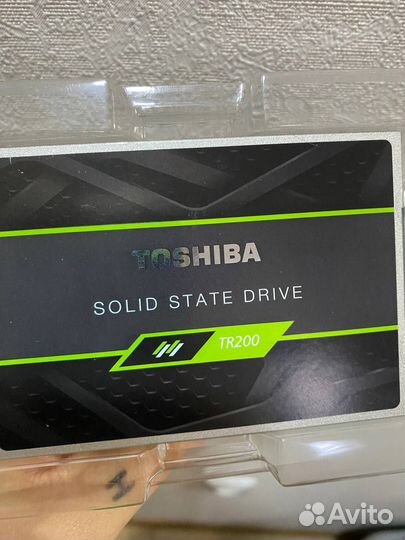 TOSHIBA
SOLID STATE DRIVE
TR200
Avito